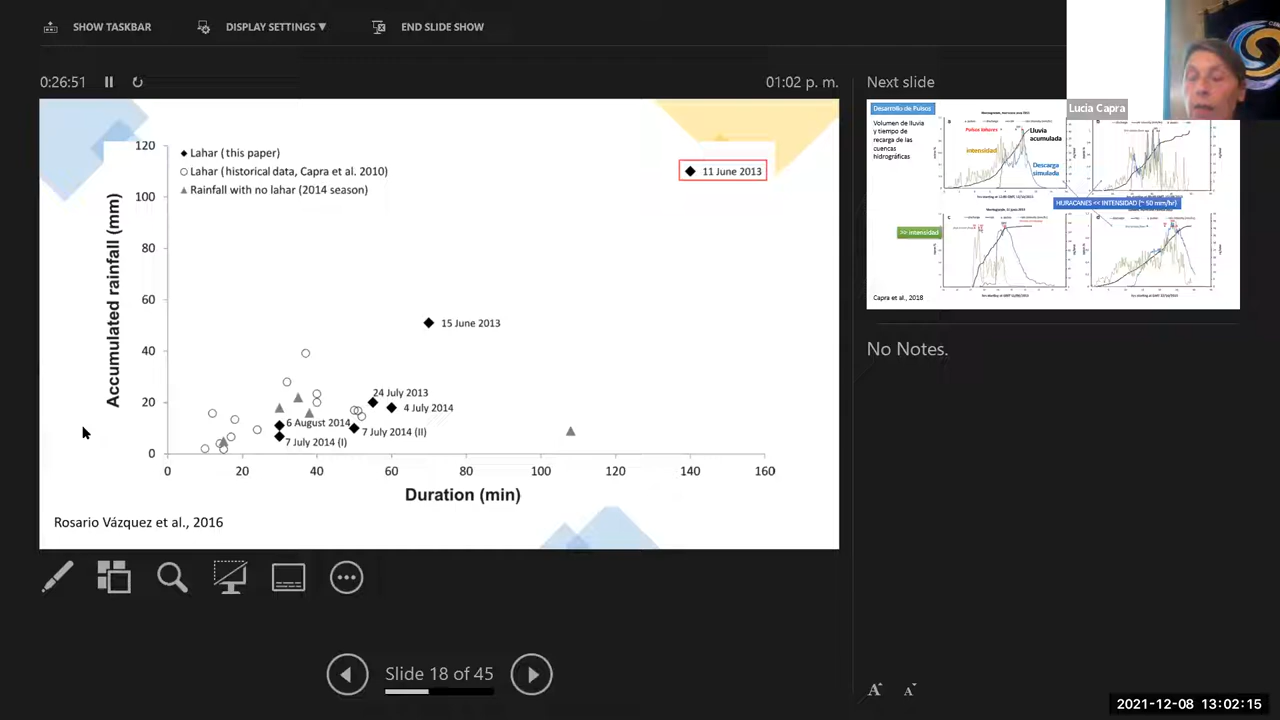 SHOW TASKBAR
DISPLAY SETTINGS ▼
END SLIDE SHOW
0:26:51
01:02 p. m.
Next slide
Lucia Capra
120
100
80
60
40
20
0
Accumulated rainfall (mm)
Lahar (this paper)
Lahar (historical data, Capra et al. 2010)
Rainfall with no lahar (2014 season)
11 June 2013
15 June 2013
24 July 2013
4 July 2014
6 August 2014
7 July 2014 (II)
7 July 2014 (I)
0 20 40 60 80 100 120 140 160
Duration (min)
Rosario Vázquez et al., 2016
Desarrollo de Pulsos
Volumen de lluvia
y tiempo de
recarga de las
cuencas
hidrográficas
Pulsos lahares
Lluvia
acumulada
intensidad
Descarga
simulada
HURACANES << INTENSIDAD (~ 50 mm/hr)
>> intensidad
Capra et al., 2018
No Notes.
Slide 18 of 45
A A
2021-12-08 13:02:15